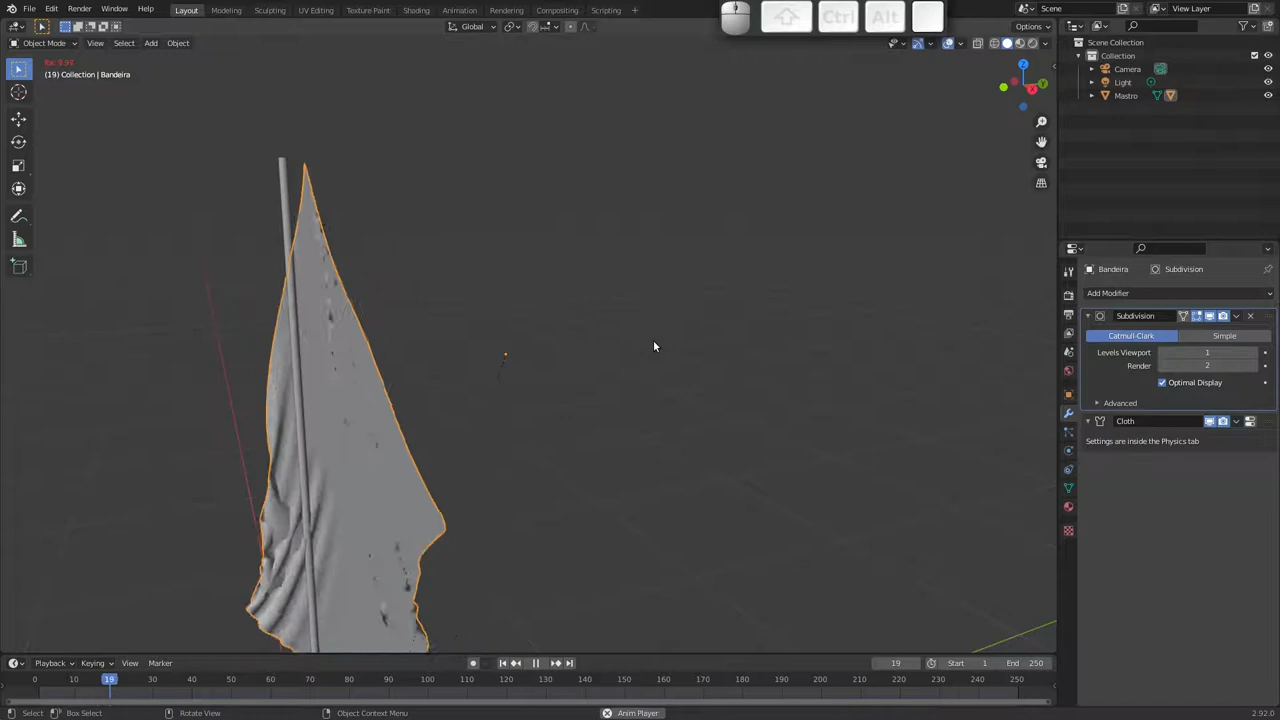 File Edit Render Window Help
Layout Modeling Sculpting UV Editing Texture Paint Shading Animation Rendering Compositing Scripting +
Ctrl Alt
Scene View Layer
Global
Options
Object Mode View Select Add Object
(19) Collection | Bandeira
Z
Y
X
Scene Collection
Collection
Camera
Light
Mastro
Bandeira Subdivision
Add Modifier
Subdivision
Catmull-Clark Simple
Levels Viewport 1
Render 2
Optimal Display
Advanced
Cloth
Settings are inside the Physics tab
Playback Keying View Marker
19 Start 1 End 250
0 10 19 30 40 50 60 70 80 90 100 110 120 130 140 150 160 170 180 190 200 210 220 230 240 250
Select Box Select Rotate View Object Context Menu Anim Player 2.92.0